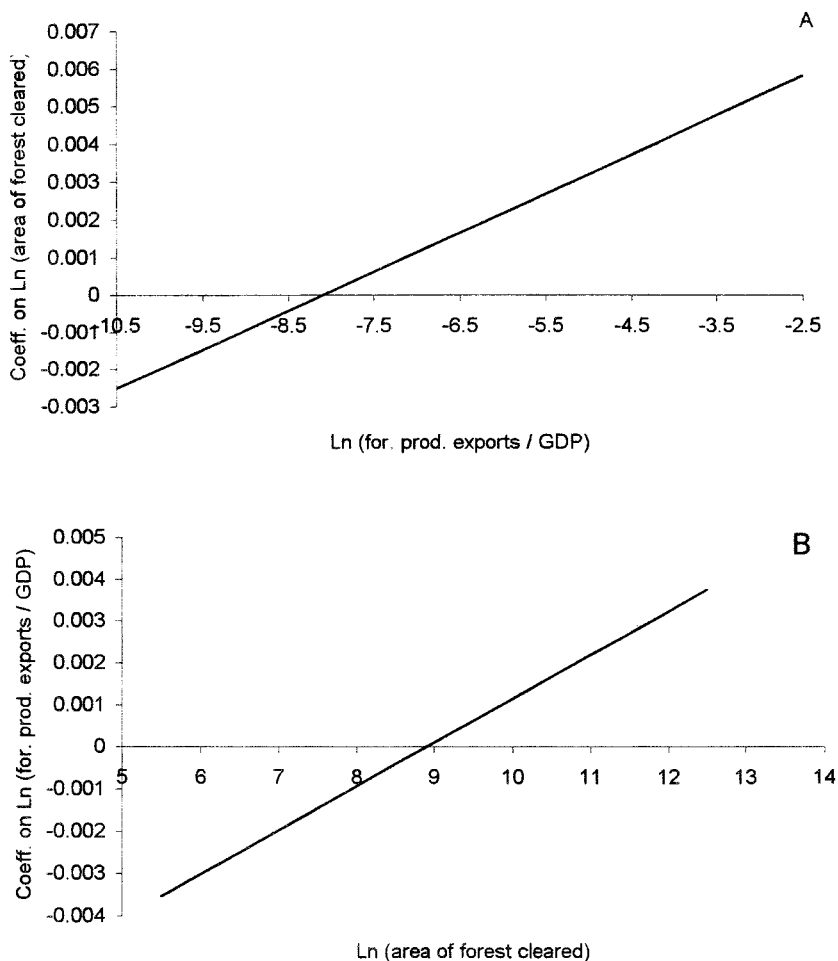 A
Coeff. on Ln (area of forest cleared)
0.007
0.006
0.005
0.004
0.003
0.002
0.001
0
-0.001
-0.002
-0.003
-10.5 -9.5 -8.5 -7.5 -6.5 -5.5 -4.5 -3.5 -2.5
Ln (for. prod. exports / GDP)
B
Coeff. on Ln (for. prod. exports / GDP)
0.005
0.004
0.003
0.002
0.001
0
-0.001
-0.002
-0.003
-0.004
5 6 7 8 9 10 11 12 13 14
Ln (area of forest cleared)